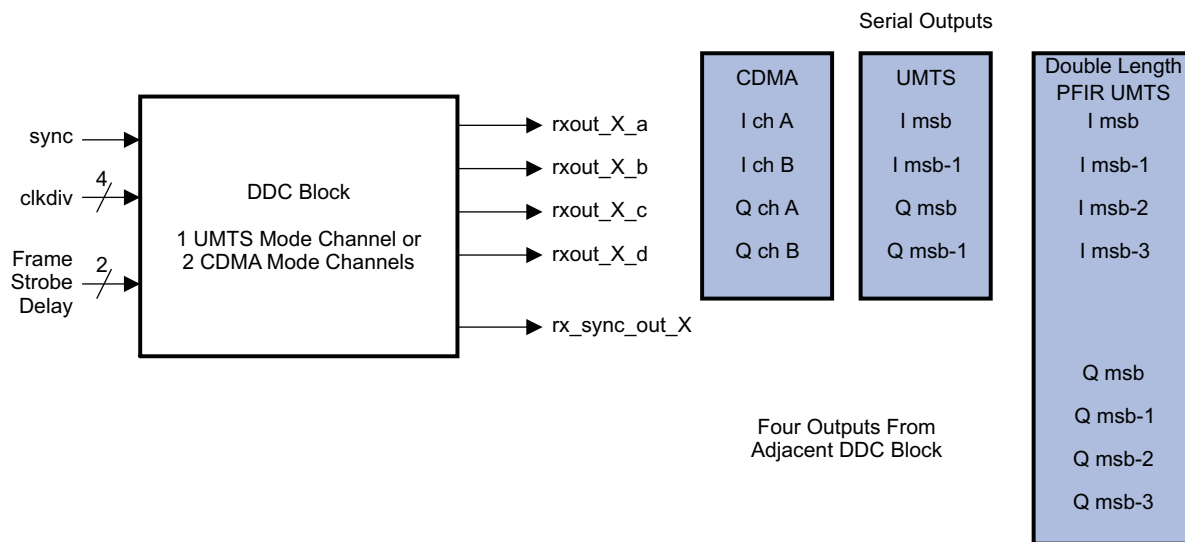 Serial Outputs
sync
4
clkdiv
2
Frame
Strobe
Delay
DDC Block
1 UMTS Mode Channel or
2 CDMA Mode Channels
rxout_X_a
rxout_X_b
rxout_X_c
rxout_X_d
rx_sync_out_X
CDMA
I ch A
I ch B
Q ch A
Q ch B
UMTS
I msb
I msb-1
Q msb
Q msb-1
Double Length
PFIR UMTS
I msb
I msb-1
I msb-2
I msb-3
Q msb
Q msb-1
Q msb-2
Q msb-3
Four Outputs From
Adjacent DDC Block